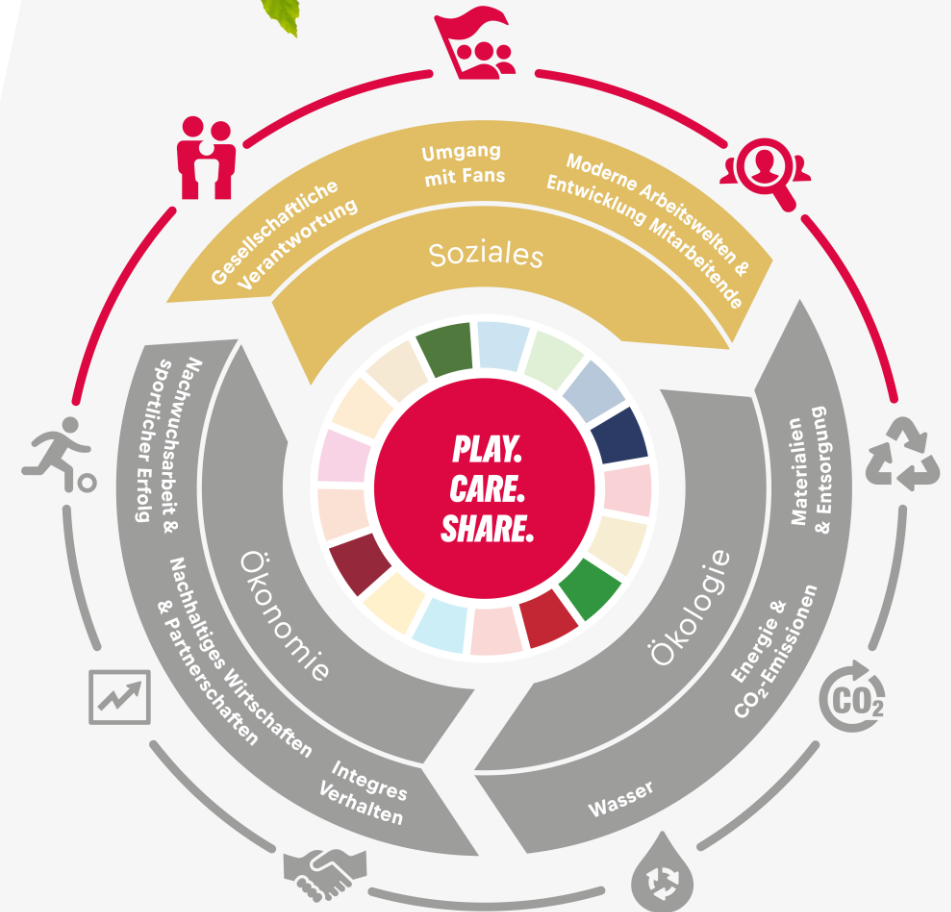 Gesellschaftliche
Verantwortung
Umgang
mit Fans
Moderne Arbeitswelten &
Entwicklung Mitarbeitende
Soziales
Materialien
& Entsorgung
Energie &
CO₂-Emissionen
Wasser
Ökologie
CO₂
Nachwuchsarbeit &
sportlicher Erfolg
Nachhaltiges Wirtschaften
& Partnerschaften
Integres
Verhalten
Ökonomie
PLAY.
CARE.
SHARE.